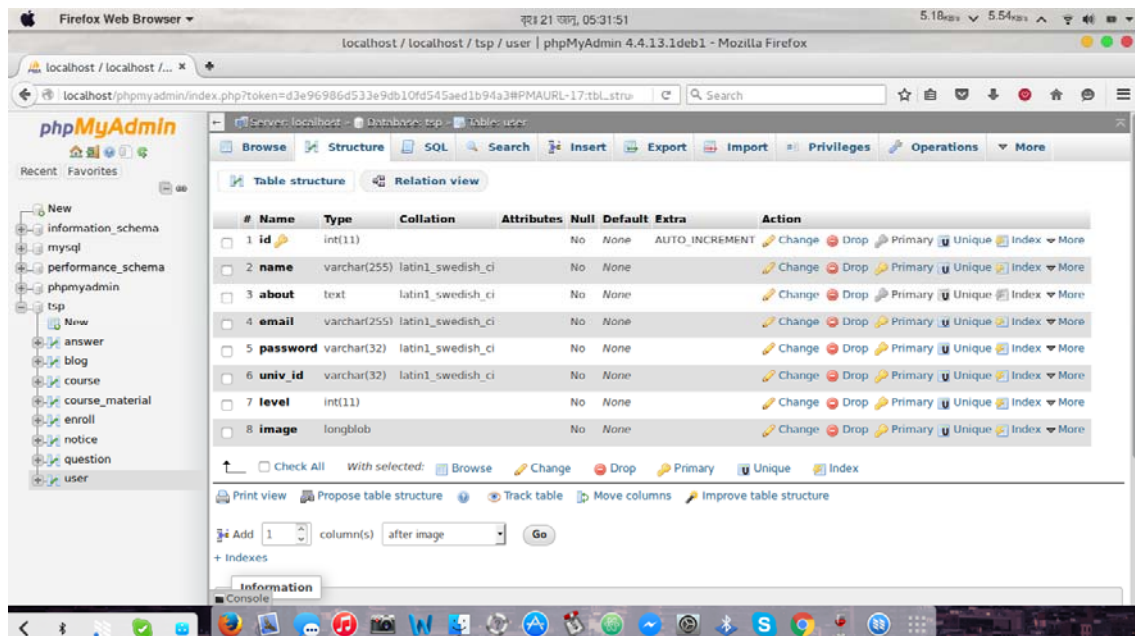 Firefox Web Browser
05:31:51
5.18KB/s 5.54KB/s
localhost / localhost / tsp / user | phpMyAdmin 4.4.13.1deb1 - Mozilla Firefox
localhost / localhost /...
localhost/phpmyadmin/index.php?token=d3e96986d533e9db10fd545aed1b94a3#PMAURL-17:tbl_stru
Search
phpMyAdmin
Recent Favorites
New
information_schema
mysql
performance_schema
phpmyadmin
tsp
New
answer
blog
course
course_material
enroll
notice
question
user
Server: localhost » Database: tsp » Table: user
Browse Structure SQL Search Insert Export Import Privileges Operations More
Table structure Relation view
# Name Type Collation Attributes Null Default Extra Action
1 id int(11) No None AUTO_INCREMENT Change Drop Primary Unique Index More
2 name varchar(255) latin1_swedish_ci No None Change Drop Primary Unique Index More
3 about text latin1_swedish_ci No None Change Drop Primary Unique Index More
4 email varchar(255) latin1_swedish_ci No None Change Drop Primary Unique Index More
5 password varchar(32) latin1_swedish_ci No None Change Drop Primary Unique Index More
6 univ_id varchar(32) latin1_swedish_ci No None Change Drop Primary Unique Index More
7 level int(11) No None Change Drop Primary Unique Index More
8 image longblob No None Change Drop Primary Unique Index More
Check All With selected: Browse Change Drop Primary Unique Index
Print view Propose table structure Track table Move columns Improve table structure
Add 1 column(s) after image Go
+ Indexes
Information
Console